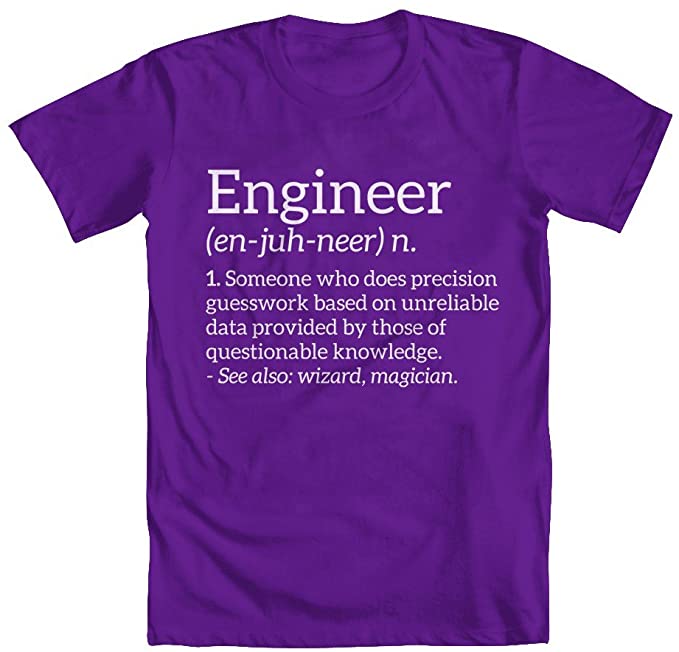 Engineer
(en-juh-neer) n.
1. Someone who does precision
guesswork based on unreliable
data provided by those of
questionable knowledge.
- See also: wizard, magician.